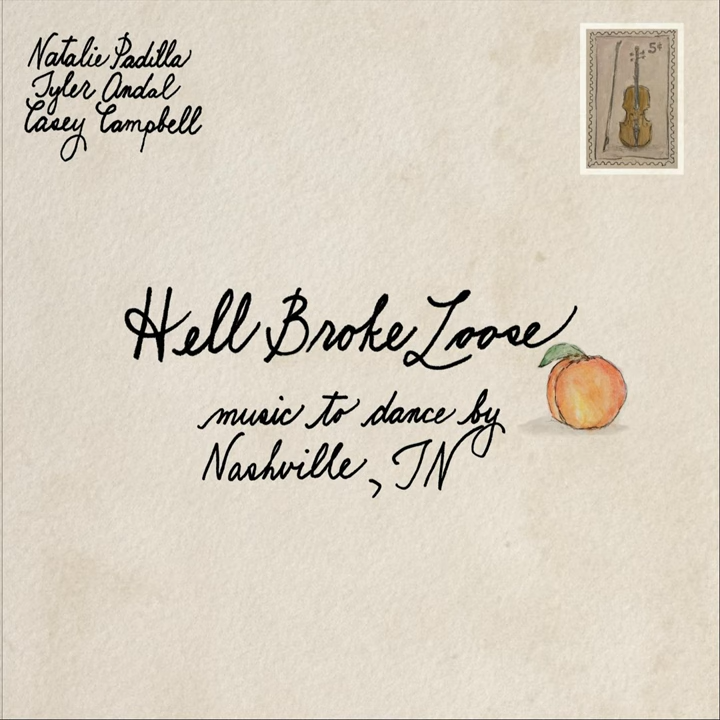 Natalie Padilla
Tyler Andal
Casey Campbell
5¢
Hell Broke Loose
music to dance by
Nashville, TN